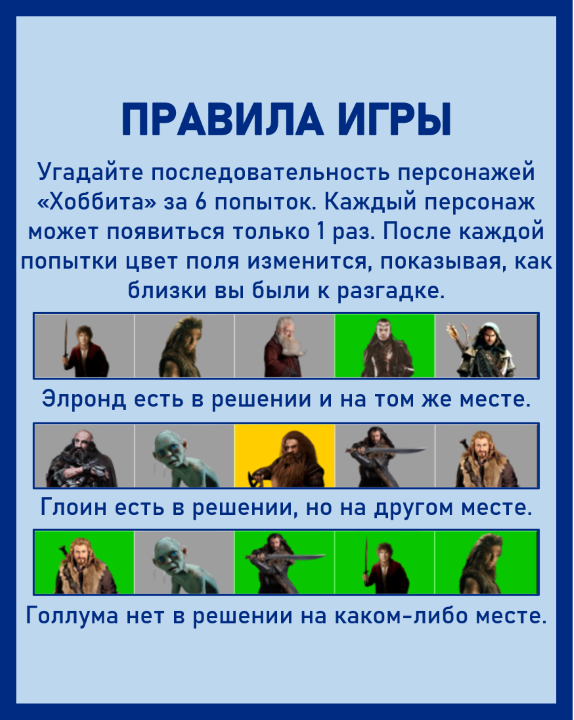 ПРАВИЛА ИГРЫ
Угадайте последовательность персонажей
«Хоббита» за 6 попыток. Каждый персонаж
может появиться только 1 раз. После каждой
попытки цвет поля изменится, показывая, как
близки вы были к разгадке.
Элронд есть в решении и на том же месте.
Глоин есть в решении, но на другом месте.
Голлума нет в решении на каком-либо месте.